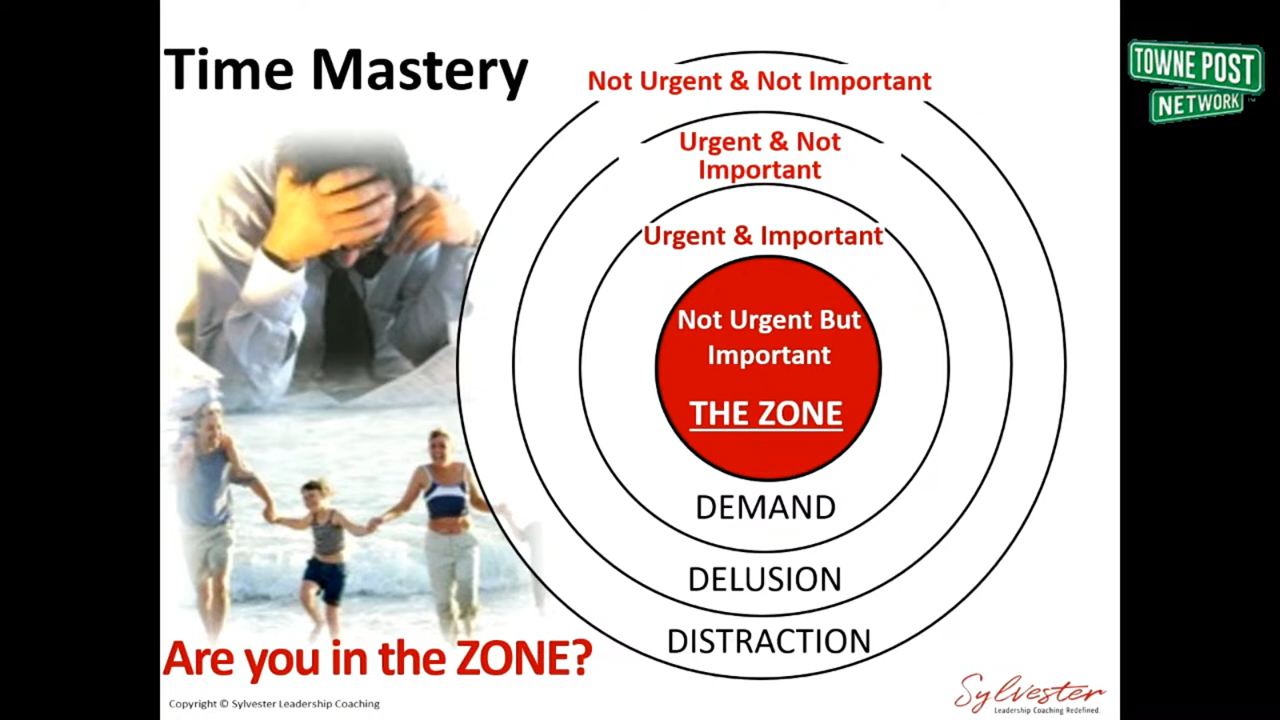 Time Mastery
Not Urgent & Not Important
Urgent & Not
Important
Urgent & Important
Not Urgent But
Important
THE ZONE
DEMAND
DELUSION
DISTRACTION
Are you in the ZONE?
Copyright © Sylvester Leadership Coaching
Sylvester
Leadership Coaching Redefined.
TOWNE POST
NETWORK™